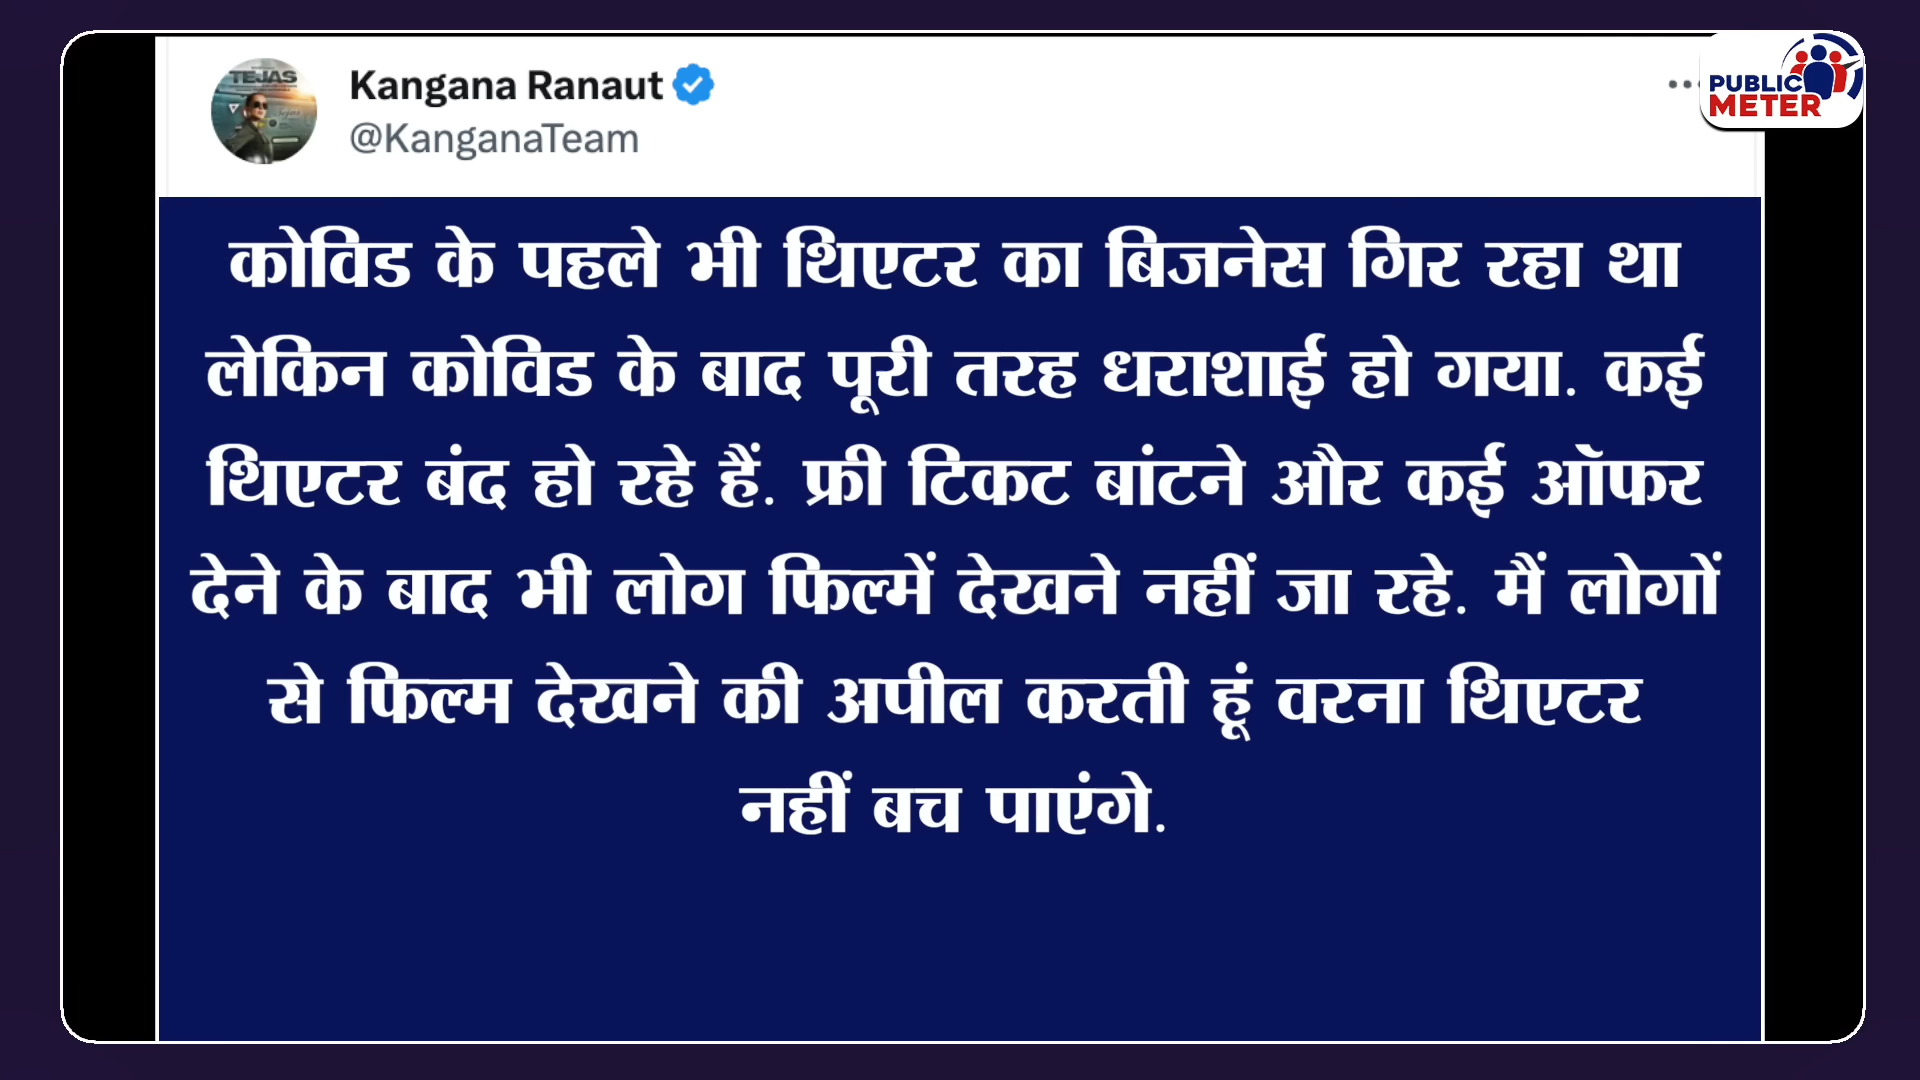 TEJAS
Kangana Ranaut
@KanganaTeam
PUBLIC
METER
कोविड के पहले भी थिएटर का बिजनेस गिर रहा था
लेकिन कोविड के बाद पूरी तरह धराशाई हो गया. कई
थिएटर बंद हो रहे हैं. फ्री टिकट बांटने और कई ऑफर
देने के बाद भी लोग फिल्में देखने नहीं जा रहे. मैं लोगों
से फिल्म देखने की अपील करती हूं वरना थिएटर
नहीं बच पाएंगे.